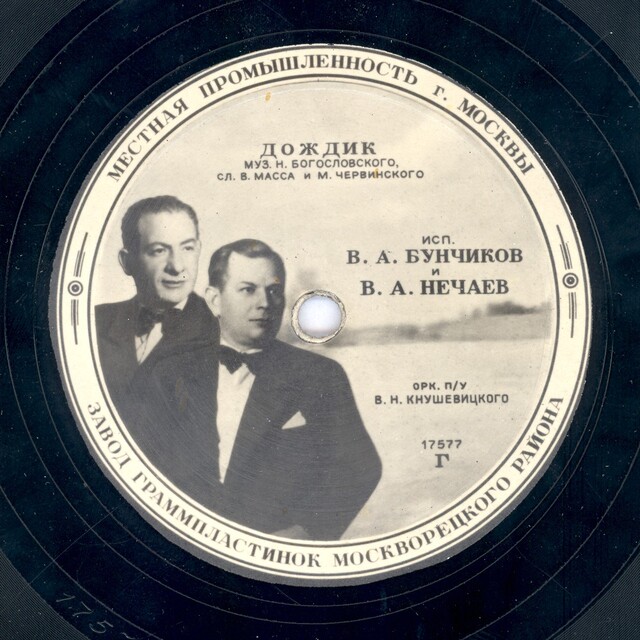 МЕСТНАЯ ПРОМЫШЛЕННОСТЬ Г. МОСКВЫ
ДОЖДИК
МУЗ. Н. БОГОСЛОВСКОГО,
СЛ. В. МАССА И М. ЧЕРВИНСКОГО
ИСП.
В. А. БУНЧИКОВ
И
В. А. НЕЧАЕВ
ОРК. П/У
В. Н. КНУШЕВИЦКОГО
17577
Г
ЗАВОД ГРАММПЛАСТИНОК МОСКВОРЕЦКОГО РАЙОНА